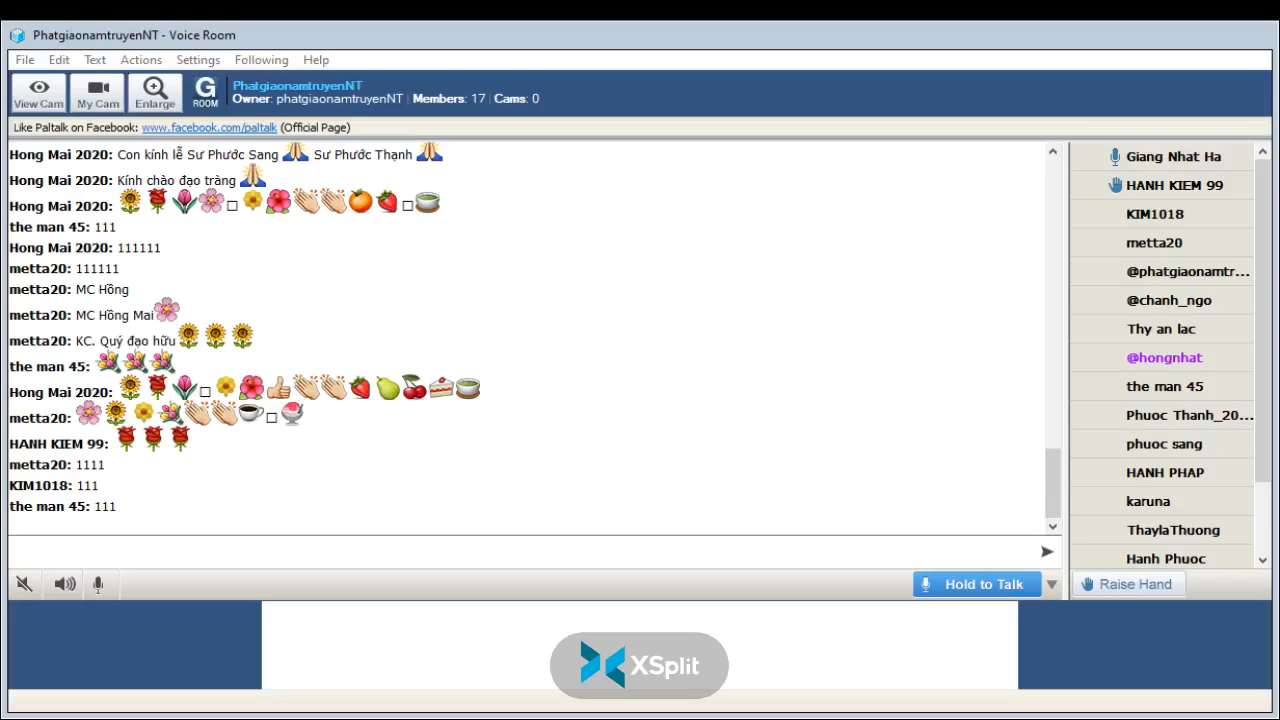 PhatgiaonamtruyenNT - Voice Room
File Edit Text Actions Settings Following Help
View Cam My Cam Enlarge G ROOM
PhatgiaonamtruyenNT
Owner: phatgiaonamtruyenNT | Members: 17 | Cams: 0
Like Paltalk on Facebook: www.facebook.com/paltalk (Official Page)
Hong Mai 2020: Con kính lễ Sư Phước Sang 🙏 Sư Phước Thạnh 🙏
Hong Mai 2020: Kính chào đạo tràng 🙏
Hong Mai 2020: 🌻🌹🌷🌸□🌼🌺👏👏🍊🍓□🍵
the man 45: 111
Hong Mai 2020: 111111
metta20: 111111
metta20: MC Hồng
metta20: MC Hồng Mai🌸
metta20: KC. Quý đạo hữu🌻🌻🌻
the man 45: 💐💐💐
Hong Mai 2020: 🌻🌹🌷□🌼🌺👍👏👏🍓🍐🍒🍰🍵
metta20: 🌸🌻🌼💐👏👏☕□🍨
HANH KIEM 99: 🌹🌹🌹
metta20: 1111
KIM1018: 111
the man 45: 111
Giang Nhat Ha
HANH KIEM 99
KIM1018
metta20
@phatgiaonamtr...
@chanh_ngo
Thy an lac
@hongnhat
the man 45
Phuoc Thanh_20...
phuoc sang
HANH PHAP
karuna
ThaylaThuong
Hanh Phuoc
Hold to Talk
Raise Hand
XSplit